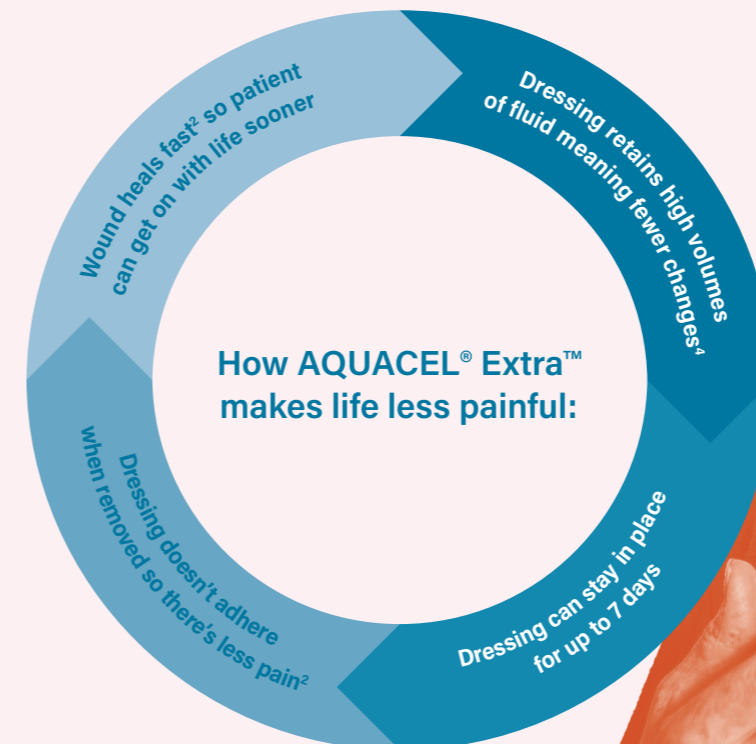 How AQUACEL® Extra™
makes life less painful:
Dressing retains high volumes
of fluid meaning fewer changes⁴
Dressing can stay in place
for up to 7 days
Dressing doesn't adhere
when removed so there's less pain²
Wound heals fast² so patient
can get on with life sooner